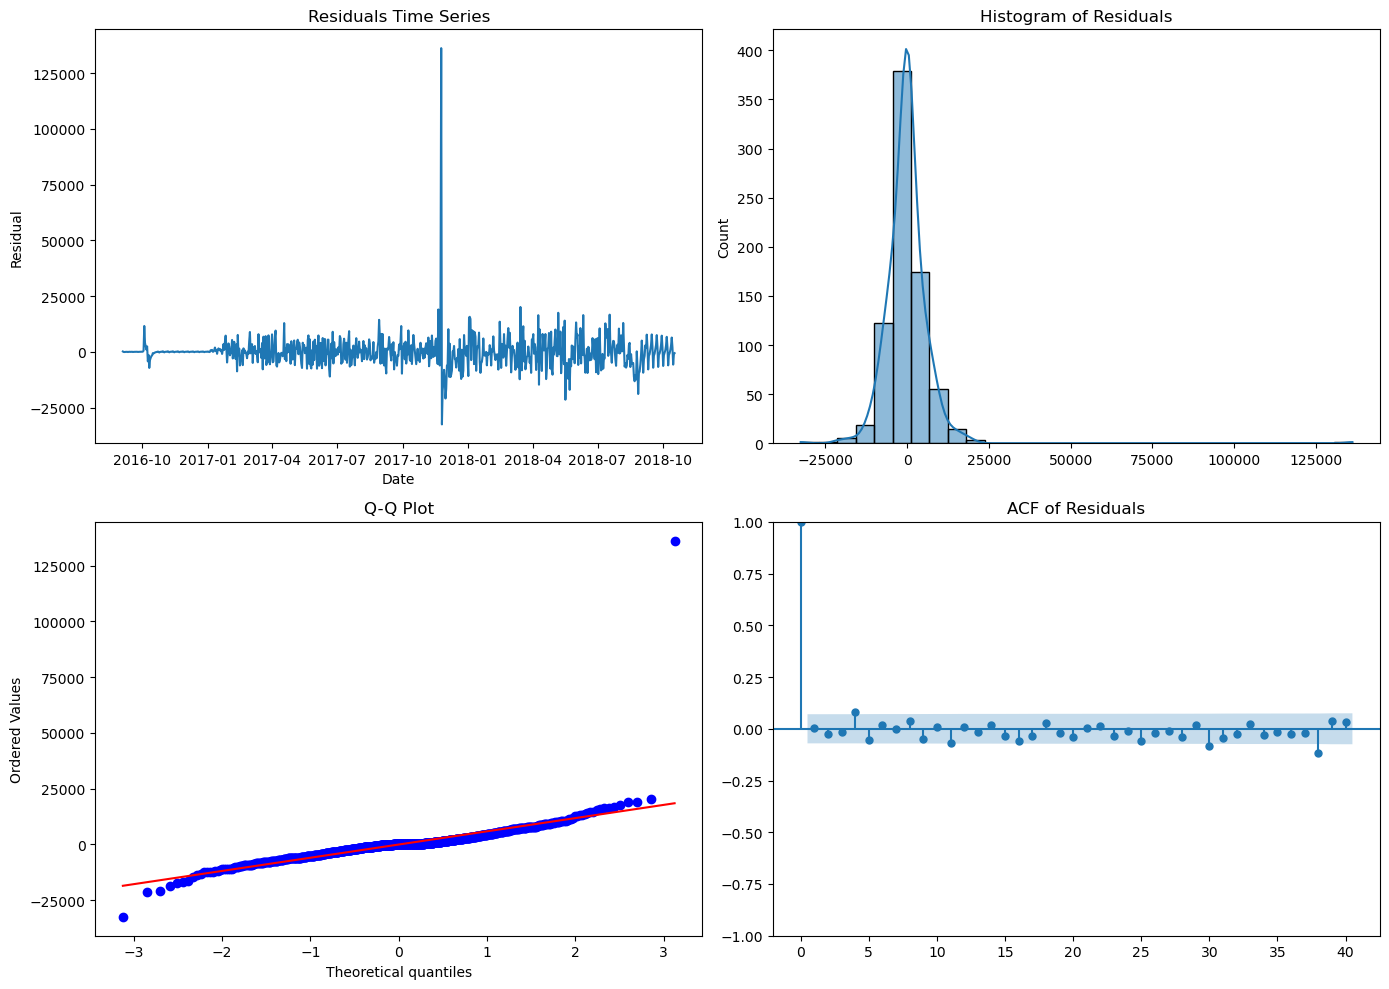 Residuals Time Series
125000
100000
75000
50000
25000
0
−25000
Residual
2016-10 2017-01 2017-04 2017-07 2017-10 2018-01 2018-04 2018-07 2018-10
Date
Histogram of Residuals
400
350
300
250
200
150
100
50
0
Count
−25000 0 25000 50000 75000 100000 125000
Q-Q Plot
125000
100000
75000
50000
25000
0
−25000
Ordered Values
−3 −2 −1 0 1 2 3
Theoretical quantiles
ACF of Residuals
1.00
0.75
0.50
0.25
0.00
−0.25
−0.50
−0.75
−1.00
0 5 10 15 20 25 30 35 40